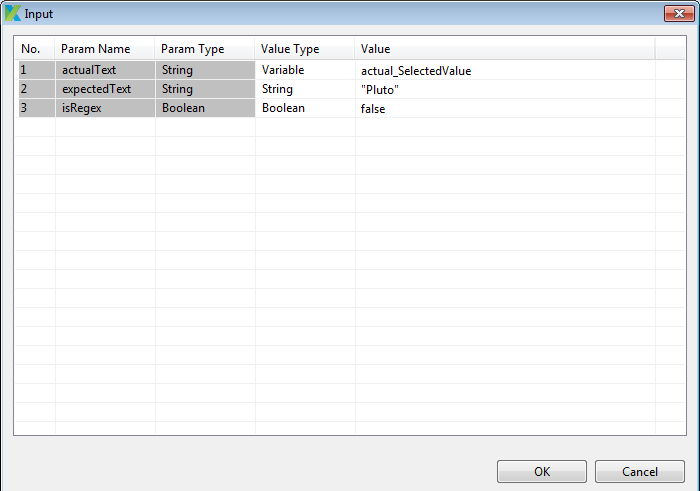 Input
No. Param Name Param Type Value Type Value
1 actualText String Variable actual_SelectedValue
2 expectedText String String "Pluto"
3 isRegex Boolean Boolean false
OK Cancel